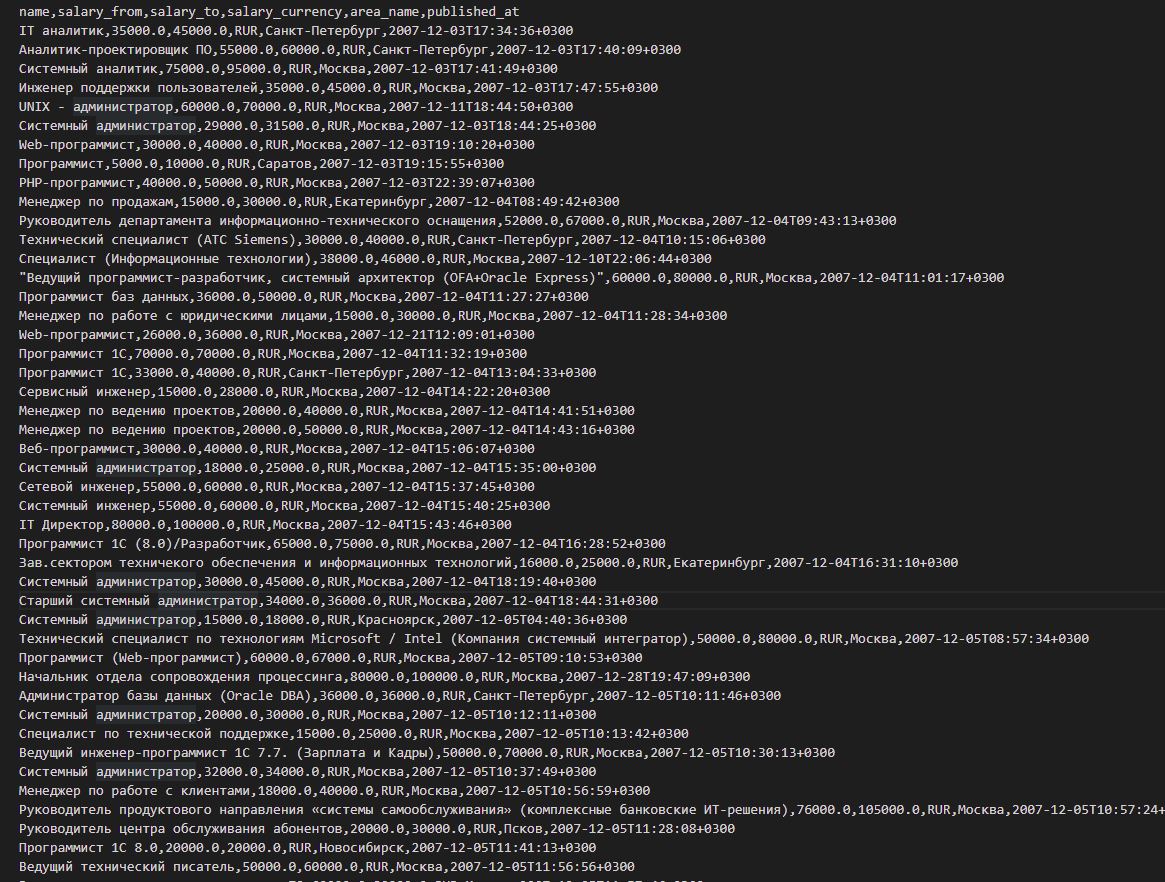 name,salary_from,salary_to,salary_currency,area_name,published_at
IT аналитик,35000.0,45000.0,RUR,Санкт-Петербург,2007-12-03T17:34:36+0300
Аналитик-проектировщик ПО,55000.0,60000.0,RUR,Санкт-Петербург,2007-12-03T17:40:09+0300
Системный аналитик,75000.0,95000.0,RUR,Москва,2007-12-03T17:41:49+0300
Инженер поддержки пользователей,35000.0,45000.0,RUR,Москва,2007-12-03T17:47:55+0300
UNIX - администратор,60000.0,70000.0,RUR,Москва,2007-12-11T18:44:50+0300
Системный администратор,29000.0,31500.0,RUR,Москва,2007-12-03T18:44:25+0300
Web-программист,30000.0,40000.0,RUR,Москва,2007-12-03T19:10:20+0300
Программист,5000.0,10000.0,RUR,Саратов,2007-12-03T19:15:55+0300
PHP-программист,40000.0,50000.0,RUR,Москва,2007-12-03T22:39:07+0300
Менеджер по продажам,15000.0,30000.0,RUR,Екатеринбург,2007-12-04T08:49:42+0300
Руководитель департамента информационно-технического оснащения,52000.0,67000.0,RUR,Москва,2007-12-04T09:43:13+0300
Технический специалист (АТС Siemens),30000.0,40000.0,RUR,Санкт-Петербург,2007-12-04T10:15:06+0300
Специалист (Информационные технологии),38000.0,46000.0,RUR,Москва,2007-12-10T22:06:44+0300
"Ведущий программист-разработчик, системный архитектор (OFA+Oracle Express)",60000.0,80000.0,RUR,Москва,2007-12-04T11:01:17+0300
Программист баз данных,36000.0,50000.0,RUR,Москва,2007-12-04T11:27:27+0300
Менеджер по работе с юридическими лицами,15000.0,30000.0,RUR,Москва,2007-12-04T11:28:34+0300
Web-программист,26000.0,36000.0,RUR,Москва,2007-12-21T12:09:01+0300
Программист 1С,70000.0,70000.0,RUR,Москва,2007-12-04T11:32:19+0300
Программист 1С,33000.0,40000.0,RUR,Санкт-Петербург,2007-12-04T13:04:33+0300
Сервисный инженер,15000.0,28000.0,RUR,Москва,2007-12-04T14:22:20+0300
Менеджер по ведению проектов,20000.0,40000.0,RUR,Москва,2007-12-04T14:41:51+0300
Менеджер по ведению проектов,20000.0,50000.0,RUR,Москва,2007-12-04T14:43:16+0300
Веб-программист,30000.0,40000.0,RUR,Москва,2007-12-04T15:06:07+0300
Системный администратор,18000.0,25000.0,RUR,Москва,2007-12-04T15:35:00+0300
Сетевой инженер,55000.0,60000.0,RUR,Москва,2007-12-04T15:37:45+0300
Системный инженер,55000.0,60000.0,RUR,Москва,2007-12-04T15:40:25+0300
IT Директор,80000.0,100000.0,RUR,Москва,2007-12-04T15:43:46+0300
Программист 1С (8.0)/Разработчик,65000.0,75000.0,RUR,Москва,2007-12-04T16:28:52+0300
Зав.сектором техничекого обеспечения и информационных технологий,16000.0,25000.0,RUR,Екатеринбург,2007-12-04T16:31:10+0300
Системный администратор,30000.0,45000.0,RUR,Москва,2007-12-04T18:19:40+0300
Старший системный администратор,34000.0,36000.0,RUR,Москва,2007-12-04T18:44:31+0300
Системный администратор,15000.0,18000.0,RUR,Красноярск,2007-12-05T04:40:36+0300
Технический специалист по технологиям Microsoft / Intel (Компания системный интегратор),50000.0,80000.0,RUR,Москва,2007-12-05T08:57:34+0300
Программист (Web-программист),60000.0,67000.0,RUR,Москва,2007-12-05T09:10:53+0300
Начальник отдела сопровождения процессинга,80000.0,100000.0,RUR,Москва,2007-12-28T19:47:09+0300
Администратор базы данных (Oracle DBA),36000.0,36000.0,RUR,Санкт-Петербург,2007-12-05T10:11:46+0300
Системный администратор,20000.0,30000.0,RUR,Москва,2007-12-05T10:12:11+0300
Специалист по технической поддержке,15000.0,25000.0,RUR,Москва,2007-12-05T10:13:42+0300
Ведущий инженер-программист 1С 7.7. (Зарплата и Кадры),50000.0,70000.0,RUR,Москва,2007-12-05T10:30:13+0300
Системный администратор,32000.0,34000.0,RUR,Москва,2007-12-05T10:37:49+0300
Менеджер по работе с клиентами,18000.0,40000.0,RUR,Москва,2007-12-05T10:56:59+0300
Руководитель продуктового направления «системы самообслуживания» (комплексные банковские ИТ-решения),76000.0,105000.0,RUR,Москва,2007-12-05T10:57:24+
Руководитель центра обслуживания абонентов,20000.0,30000.0,RUR,Псков,2007-12-05T11:28:08+0300
Программист 1С 8.0,20000.0,20000.0,RUR,Новосибирск,2007-12-05T11:41:13+0300
Ведущий технический писатель,50000.0,60000.0,RUR,Москва,2007-12-05T11:56:56+0300